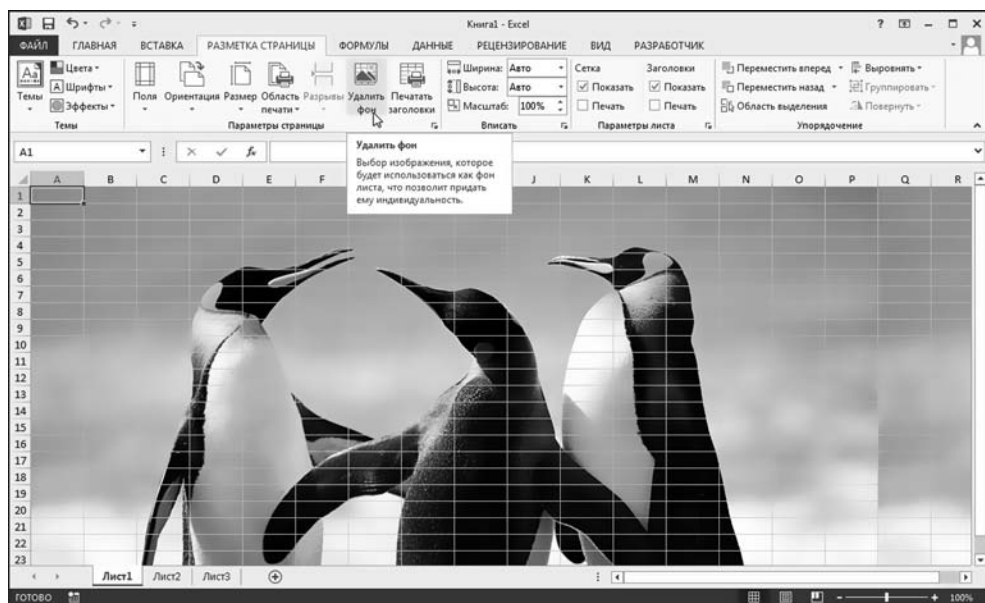 Книга1 - Excel
ФАЙЛ ГЛАВНАЯ ВСТАВКА РАЗМЕТКА СТРАНИЦЫ ФОРМУЛЫ ДАННЫЕ РЕЦЕНЗИРОВАНИЕ ВИД РАЗРАБОТЧИК
Темы
Цвета
Шрифты
Эффекты
Темы
Поля Ориентация Размер Область печати Разрывы Удалить фон Печатать заголовки
Параметры страницы
Ширина: Авто
Высота: Авто
Масштаб: 100%
Вписать
Сетка Заголовки
Показать Показать
Печать Печать
Параметры листа
Переместить вперед Выровнять
Переместить назад Группировать
Область выделения Повернуть
Упорядочение
A1 fx
Удалить фон
Выбор изображения, которое
будет использоваться как фон
листа, что позволит придать
ему индивидуальность.
A B C D E F J K L M N O P Q R
1
2
3
4
5
6
7
8
9
10
11
12
13
14
15
16
17
18
19
20
21
22
23
Лист1 Лист2 Лист3
ГОТОВО 100%